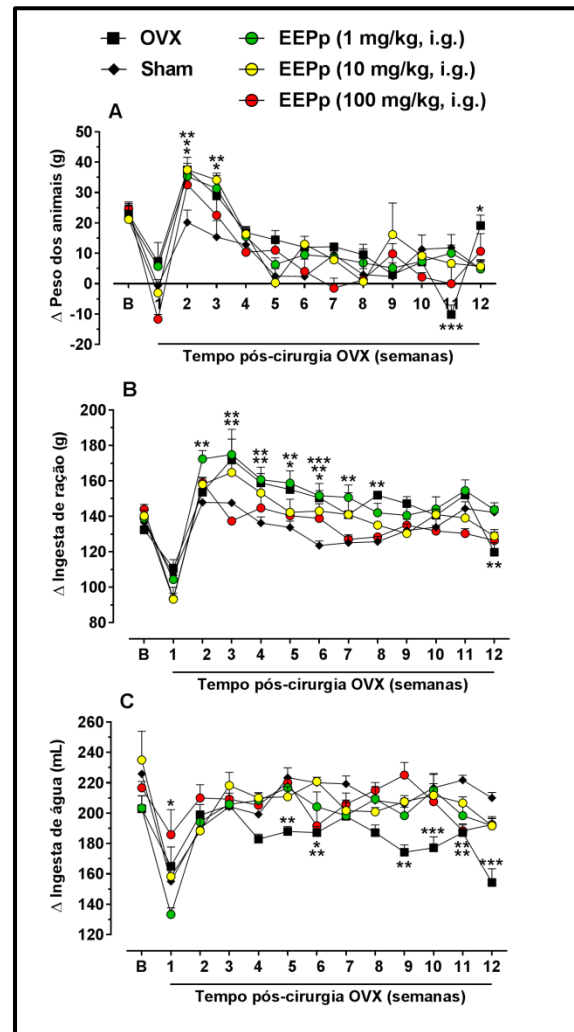 OVX
Sham
EEPp (1 mg/kg, i.g.)
EEPp (10 mg/kg, i.g.)
EEPp (100 mg/kg, i.g.)
A
Δ Peso dos animais (g)
50
40
30
20
10
0
-10
-20
** * *
** *
*
***
B 1 2 3 4 5 6 7 8 9 10 11 12
Tempo pós-cirurgia OVX (semanas)
B
Δ Ingesta de ração (g)
200
180
160
140
120
100
80
**
** **
** **
** *
*** ** *
**
**
**
B 1 2 3 4 5 6 7 8 9 10 11 12
Tempo pós-cirurgia OVX (semanas)
C
Δ Ingesta de água (mL)
260
240
220
200
180
160
140
120
*
**
* **
**
***
** **
***
B 1 2 3 4 5 6 7 8 9 10 11 12
Tempo pós-cirurgia OVX (semanas)